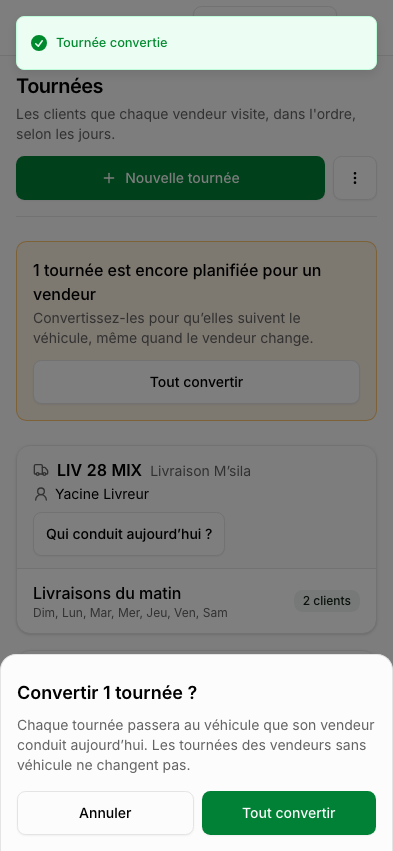 Tournée convertie
Tournées
Les clients que chaque vendeur visite, dans l'ordre,
selon les jours.
Nouvelle tournée
1 tournée est encore planifiée pour un
vendeur
Convertissez-les pour qu’elles suivent le
véhicule, même quand le vendeur change.
Tout convertir
LIV 28 MIX Livraison M’sila
Yacine Livreur
Qui conduit aujourd’hui ?
Livraisons du matin
2 clients
Dim, Lun, Mar, Mer, Jeu, Ven, Sam
Convertir 1 tournée ?
Chaque tournée passera au véhicule que son vendeur
conduit aujourd’hui. Les tournées des vendeurs sans
véhicule ne changent pas.
Annuler
Tout convertir